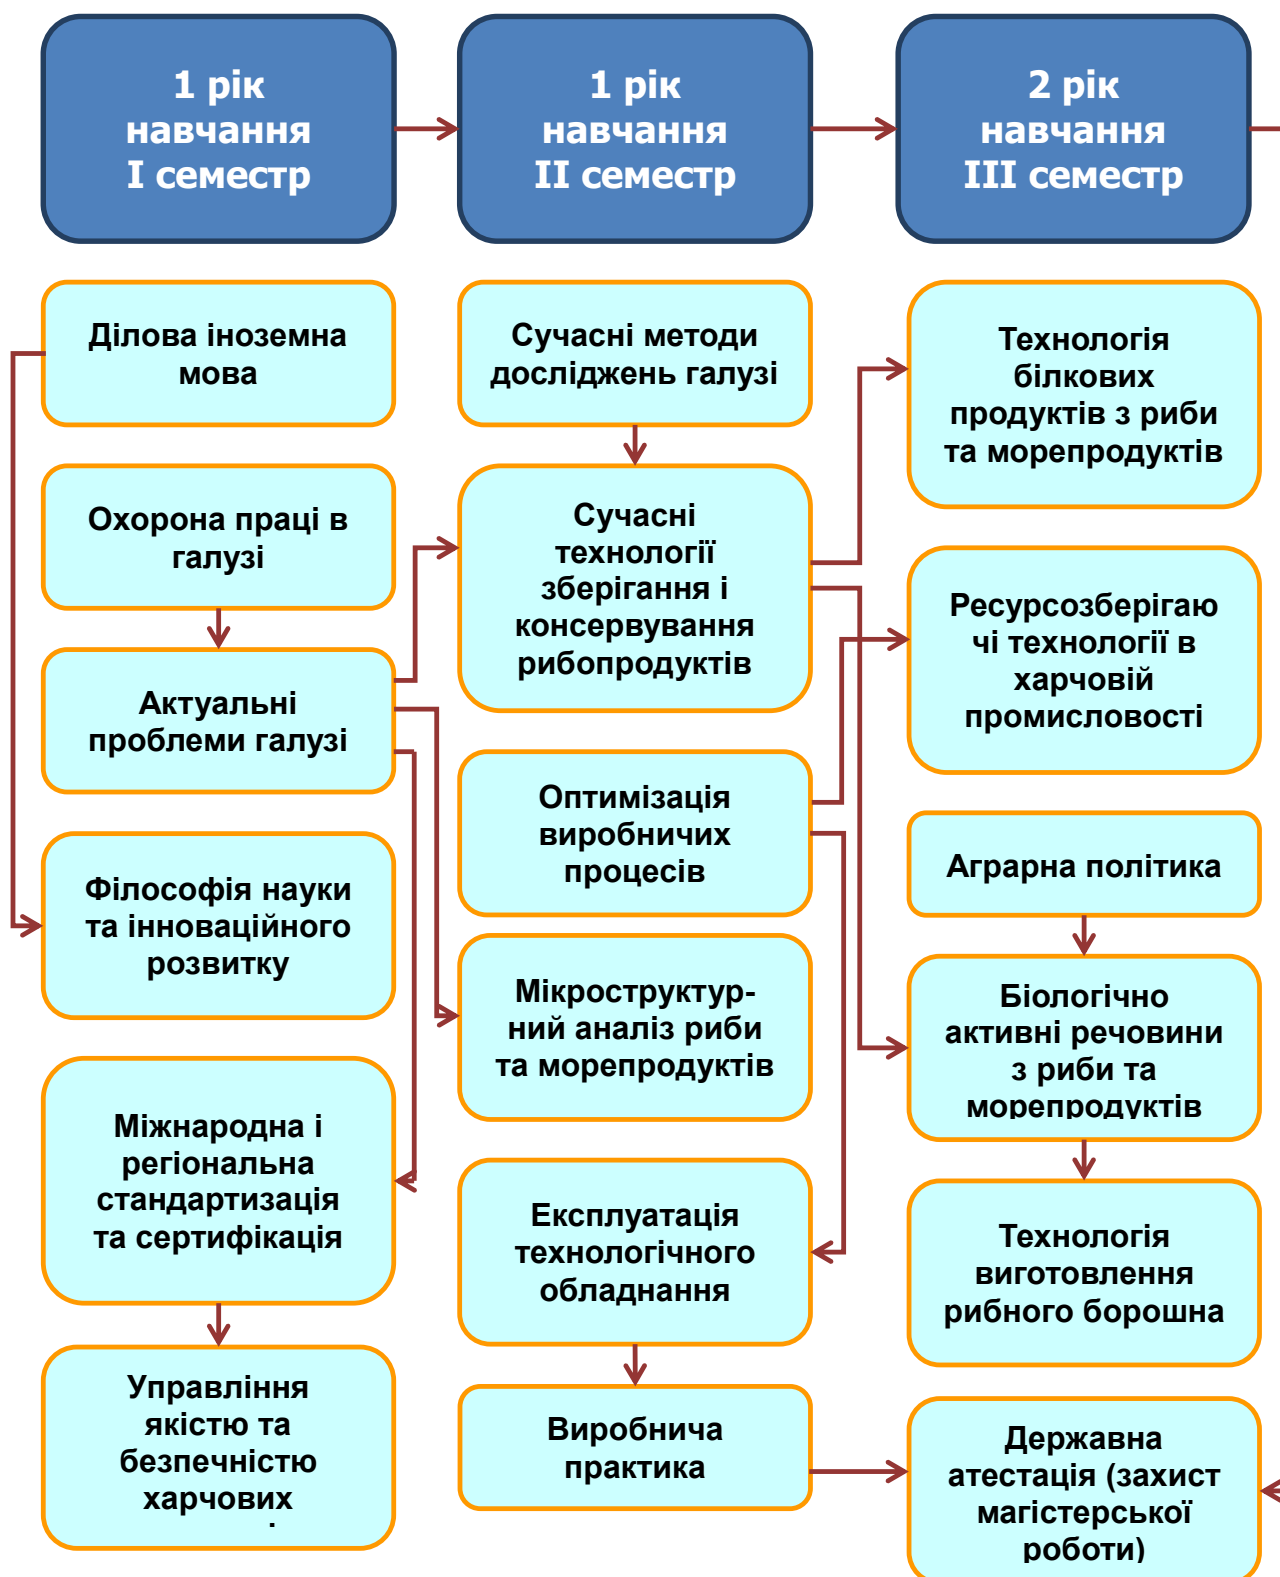 1 рік
навчання
I семестр
1 рік
навчання
II семестр
2 рік
навчання
III семестр
Ділова іноземна
мова
Охорона праці в
галузі
Актуальні
проблеми галузі
Філософія науки
та інноваційного
розвитку
Міжнародна і
регіональна
стандартизація
та сертифікація
Управління
якістю та
безпечністю
харчових
Сучасні методи
досліджень галузі
Сучасні
технології
зберігання і
консервування
рибопродуктів
Оптимізація
виробничих
процесів
Мікроструктур-
ний аналіз риби
та морепродуктів
Експлуатація
технологічного
обладнання
Виробнича
практика
Технологія
білкових
продуктів з риби
та морепродуктів
Ресурсозберігаю
чі технології в
харчовій
промисловості
Аграрна політика
Біологічно
активні речовини
з риби та
морепродуктів
Технологія
виготовлення
рибного борошна
Державна
атестація (захист
магістерської
роботи)